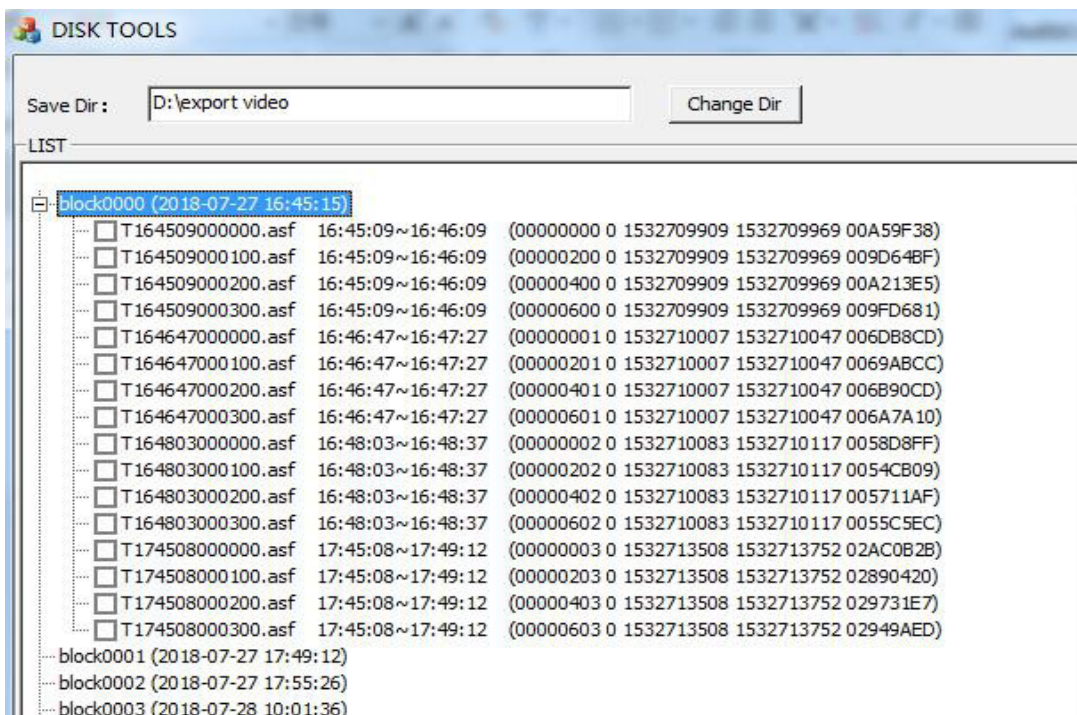 DISK TOOLS
Save Dir: D:\export video Change Dir
LIST
block0000 (2018-07-27 16:45:15)
T164509000000.asf 16:45:09~16:46:09 (00000000 0 1532709909 1532709969 00A59F38)
T164509000100.asf 16:45:09~16:46:09 (00000200 0 1532709909 1532709969 009D64BF)
T164509000200.asf 16:45:09~16:46:09 (00000400 0 1532709909 1532709969 00A213E5)
T164509000300.asf 16:45:09~16:46:09 (00000600 0 1532709909 1532709969 009FD681)
T164647000000.asf 16:46:47~16:47:27 (00000001 0 1532710007 1532710047 006DB8CD)
T164647000100.asf 16:46:47~16:47:27 (00000201 0 1532710007 1532710047 0069ABCC)
T164647000200.asf 16:46:47~16:47:27 (00000401 0 1532710007 1532710047 006B90CD)
T164647000300.asf 16:46:47~16:47:27 (00000601 0 1532710007 1532710047 006A7A10)
T164803000000.asf 16:48:03~16:48:37 (00000002 0 1532710083 1532710117 0058D8FF)
T164803000100.asf 16:48:03~16:48:37 (00000202 0 1532710083 1532710117 0054CB09)
T164803000200.asf 16:48:03~16:48:37 (00000402 0 1532710083 1532710117 005711AF)
T164803000300.asf 16:48:03~16:48:37 (00000602 0 1532710083 1532710117 0055C5EC)
T174508000000.asf 17:45:08~17:49:12 (00000003 0 1532713508 1532713752 02AC0B2B)
T174508000100.asf 17:45:08~17:49:12 (00000203 0 1532713508 1532713752 02890420)
T174508000200.asf 17:45:08~17:49:12 (00000403 0 1532713508 1532713752 029731E7)
T174508000300.asf 17:45:08~17:49:12 (00000603 0 1532713508 1532713752 02949AED)
block0001 (2018-07-27 17:49:12)
block0002 (2018-07-27 17:55:26)
block0003 (2018-07-28 10:01:36)